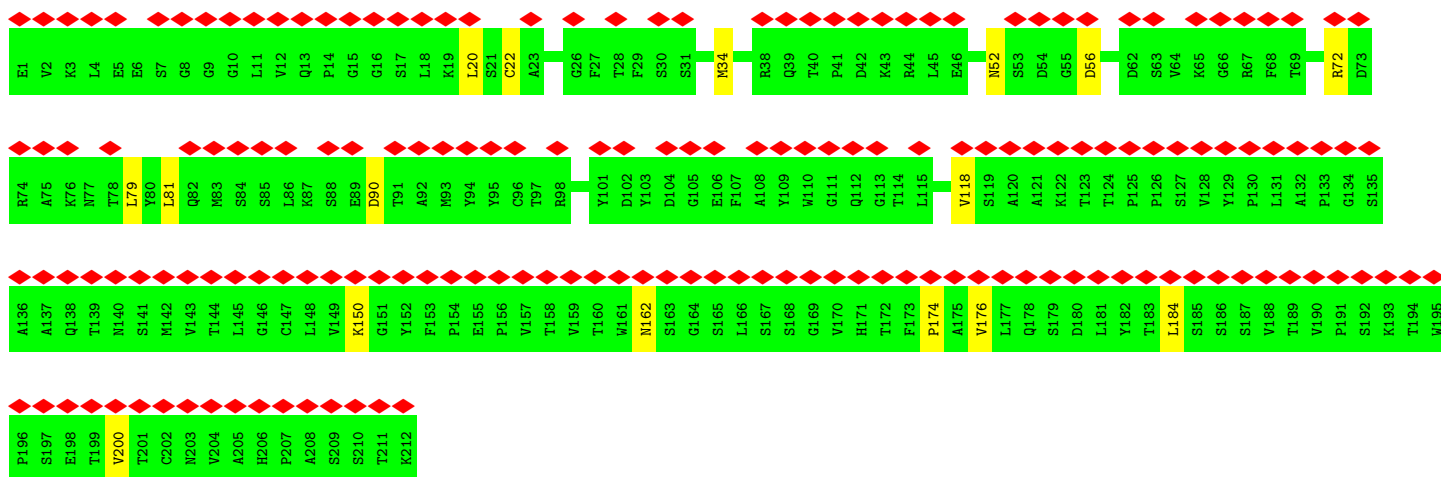 E1 V2 K3 L4 E5 E6 S7 G8 G9 G10 L11 V12 Q13 P14 G15 G16 S17 L18 K19 L20 S21 C22 A23 G26 F27 T28 F29 S30 S31 M34 R38 Q39 T40 P41 D42 K43 R44 L45 E46 N52 S53 D54 G55 D56 D62 S63 V64 K65 G66 R67 F68 T69 R72 D73
R74 A75 K76 N77 T78 L79 Y80 L81 Q82 M83 S84 S85 L86 K87 S88 E89 D90 T91 A92 M93 Y94 Y95 C96 T97 R98 Y101 D102 Y103 D104 G105 E106 F107 A108 Y109 W110 G111 Q112 G113 T114 L115 V118 S119 A120 A121 K122 T123 T124 P125 P126 S127 V128 Y129 P130 L131 A132 P133 G134 S135
A136 A137 Q138 T139 N140 S141 M142 V143 T144 L145 G146 C147 L148 V149 K150 G151 Y152 F153 P154 E155 P156 V157 T158 V159 T160 W161 N162 S163 G164 S165 L166 S167 S168 G169 V170 H171 T172 F173 P174 A175 V176 L177 Q178 S179 D180 L181 Y182 T183 L184 S185 S186 S187 V188 T189 V190 P191 S192 K193 T194 W195
P196 S197 E198 T199 V200 T201 C202 N203 V204 A205 H206 P207 A208 S209 S210 T211 K212